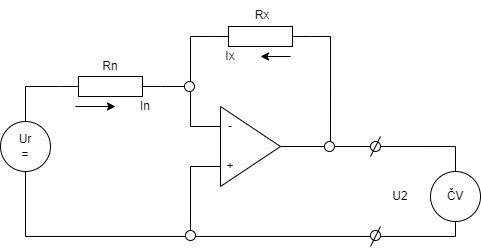 Rx
Ix
Rn
In
Ur
=
-
+
U2
ČV